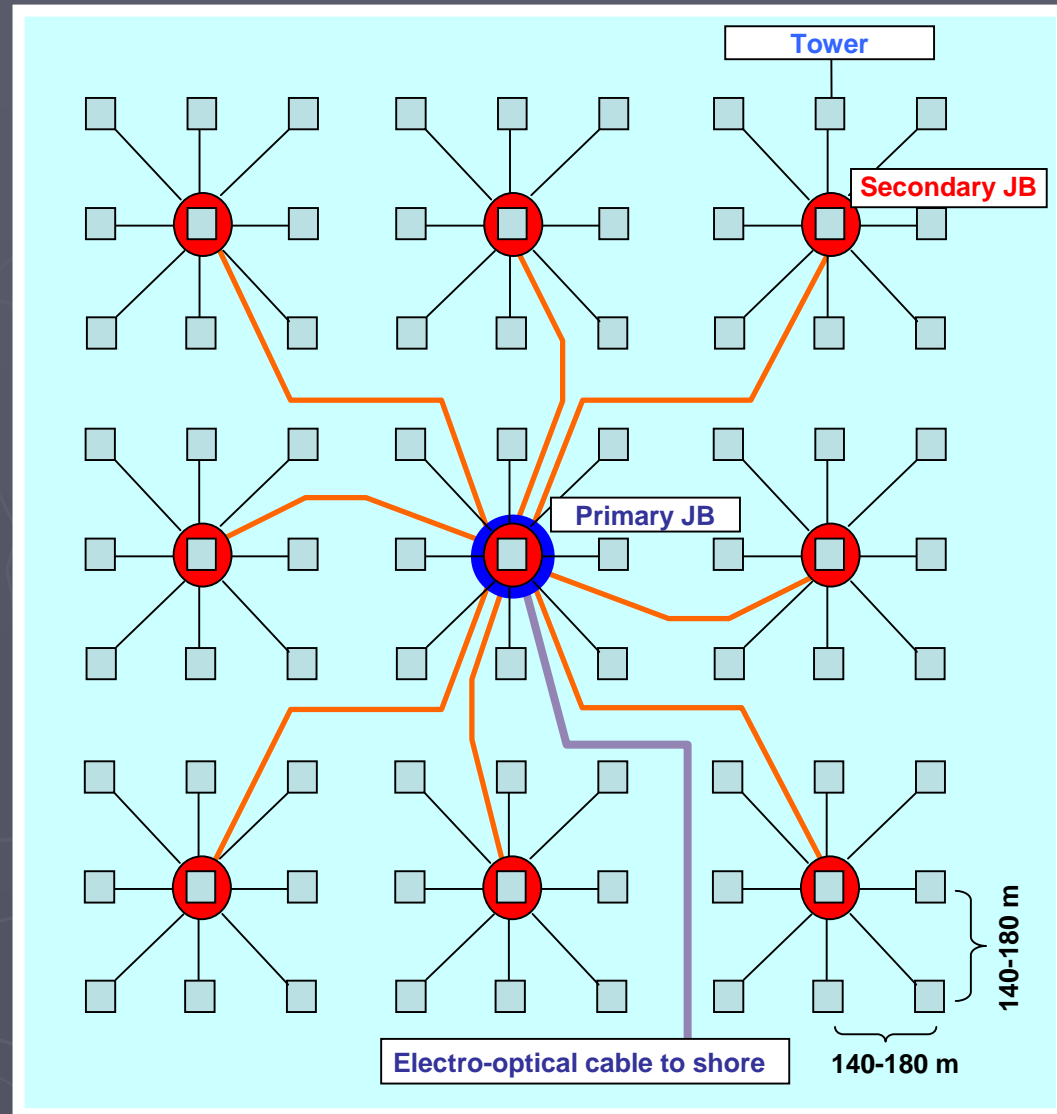 Tower
Secondary JB
Primary JB
140-180 m
Electro-optical cable to shore
140-180 m